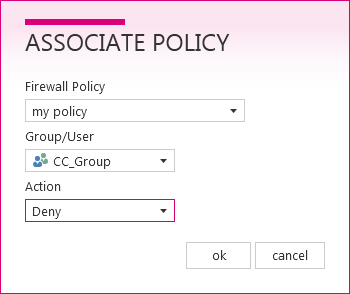 ASSOCIATE POLICY
Firewall Policy
my policy
Group/User
CC_Group
Action
Deny
ok cancel